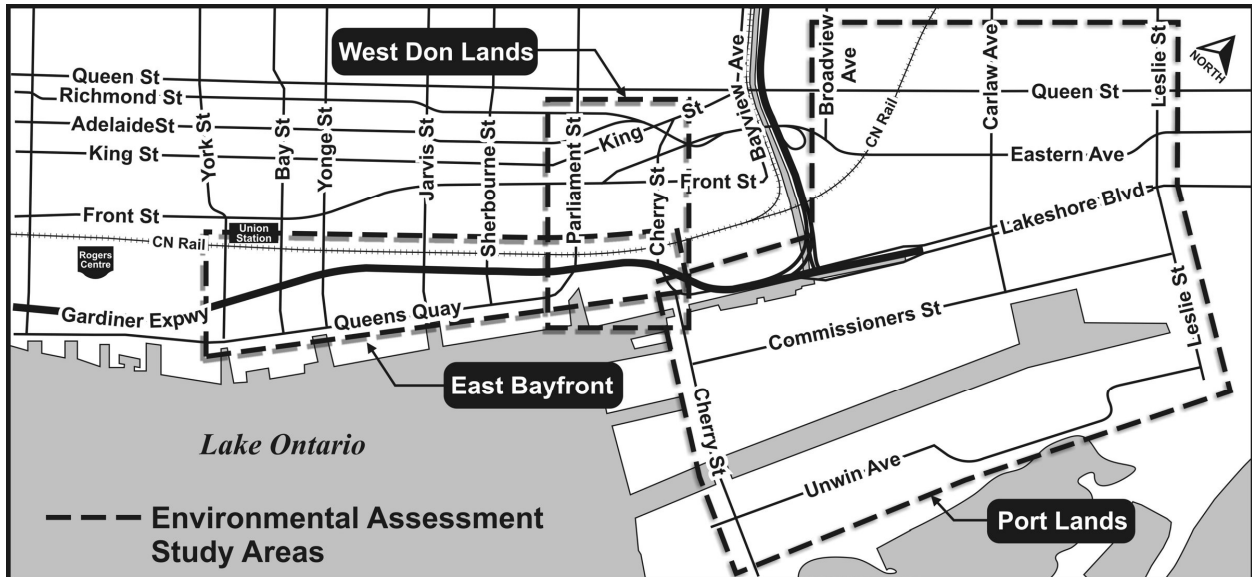 West Don Lands
Queen St
Richmond St
AdelaideSt
King St
Front St
CN Rail
Union
Station
Rogers
Centre
Gardiner Expwy
York St
Bay St
Yonge St
Jarvis St
Sherbourne St
Parliament St
Cherry St
King St
Front St
Bayview Ave
Broadview
Ave
CN Rail
Carlaw Ave
Leslie St
NORTH
Queen St
Eastern Ave
Lakeshore Blvd
Queens Quay
Commissioners St
Leslie St
East Bayfront
Cherry St
Lake Ontario
Unwin Ave
Port Lands
Environmental Assessment
Study Areas